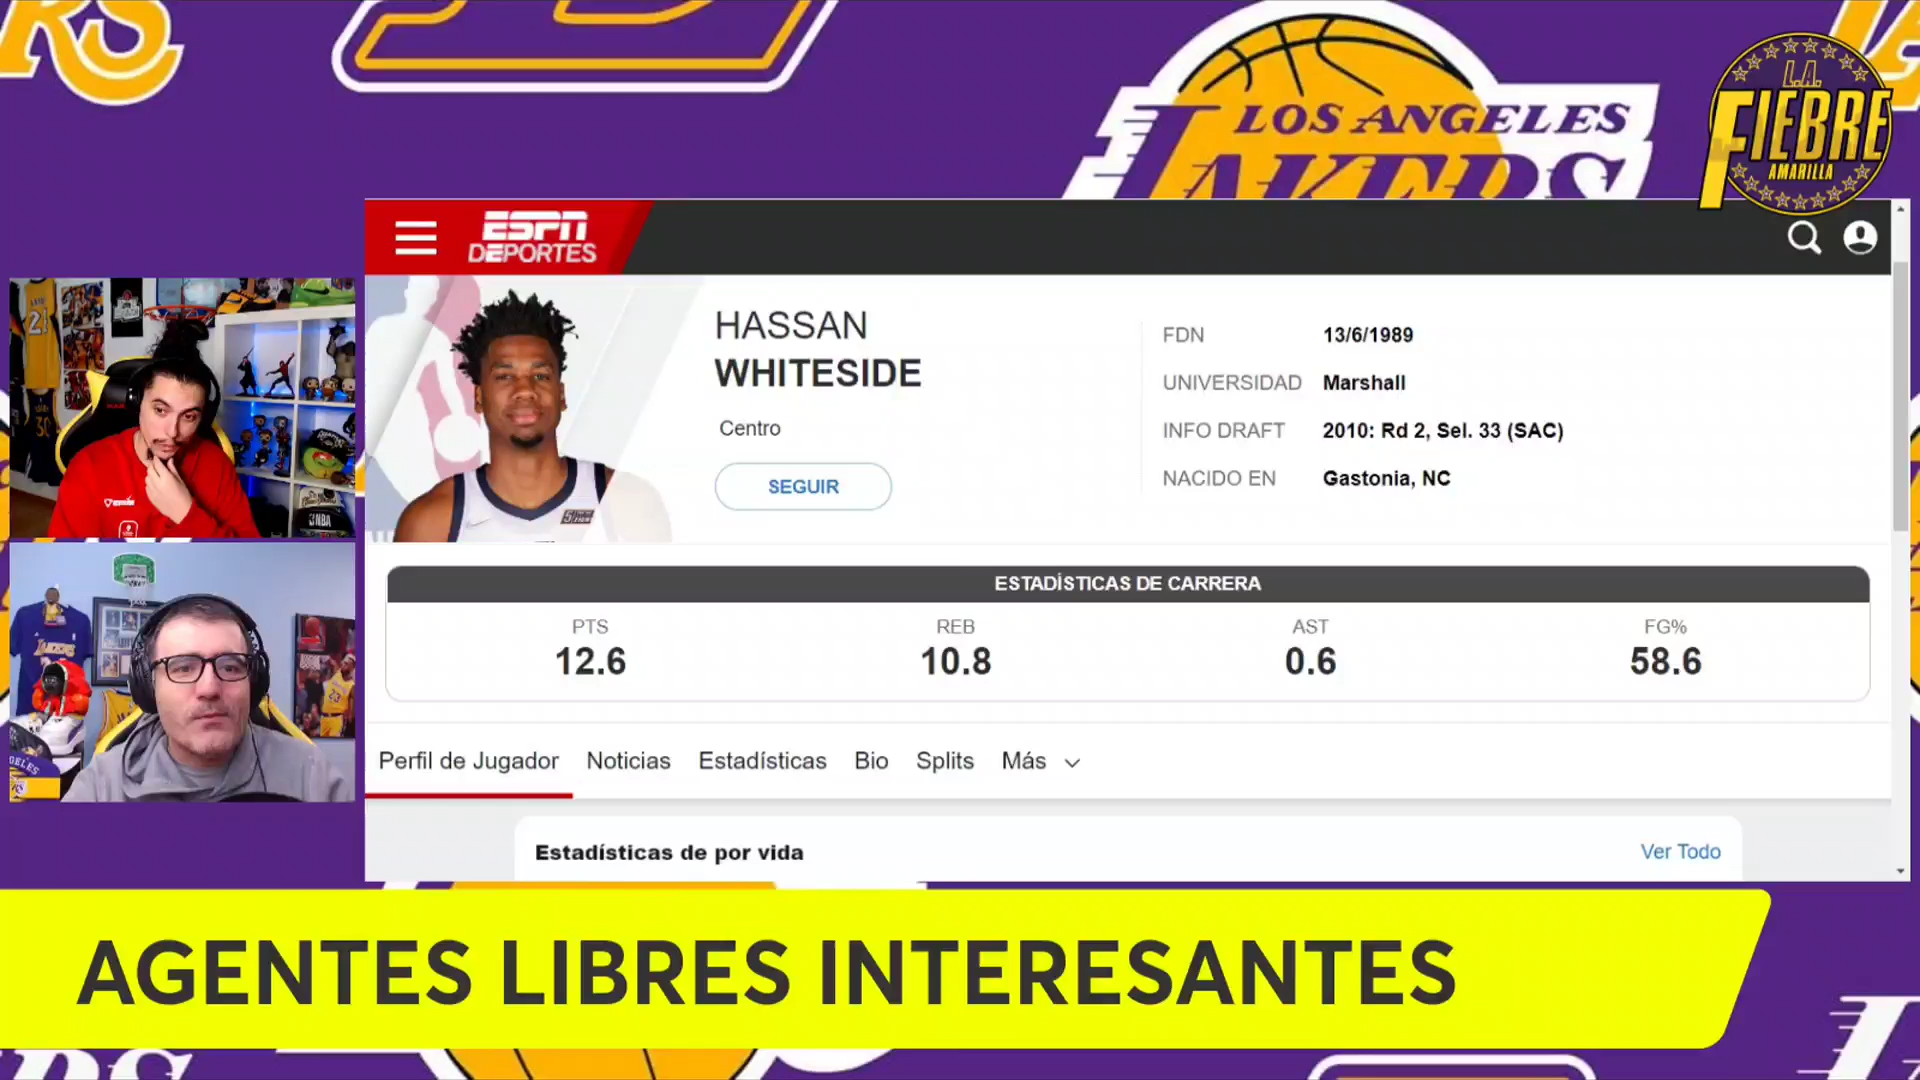 LOS ANGELES
LAKERS
L.A.
FIEBRE
AMARILLA
ESPN
DEPORTES
HASSAN
WHITESIDE
Centro
SEGUIR
FDN 13/6/1989
UNIVERSIDAD Marshall
INFO DRAFT 2010: Rd 2, Sel. 33 (SAC)
NACIDO EN Gastonia, NC
ESTADÍSTICAS DE CARRERA
PTS REB AST FG%
12.6 10.8 0.6 58.6
Perfil de Jugador Noticias Estadísticas Bio Splits Más
Estadísticas de por vida Ver Todo
AGENTES LIBRES INTERESANTES